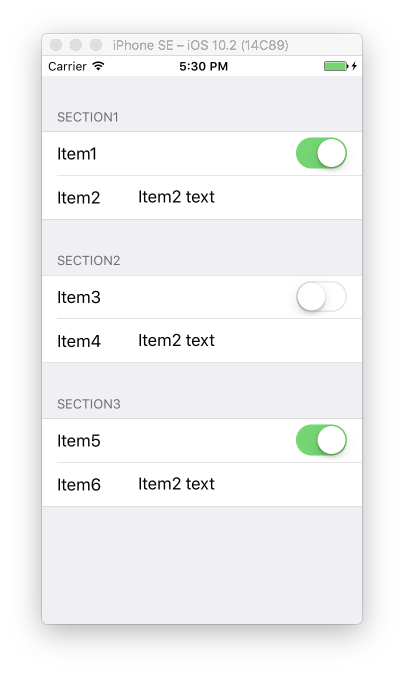 iPhone SE – iOS 10.2 (14C89)
Carrier 5:30 PM
SECTION1
Item1
Item2 Item2 text
SECTION2
Item3
Item4 Item2 text
SECTION3
Item5
Item6 Item2 text